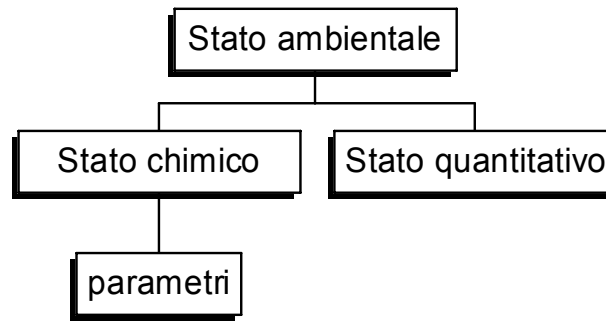 Stato ambientale
Stato chimico
Stato quantitativo
parametri